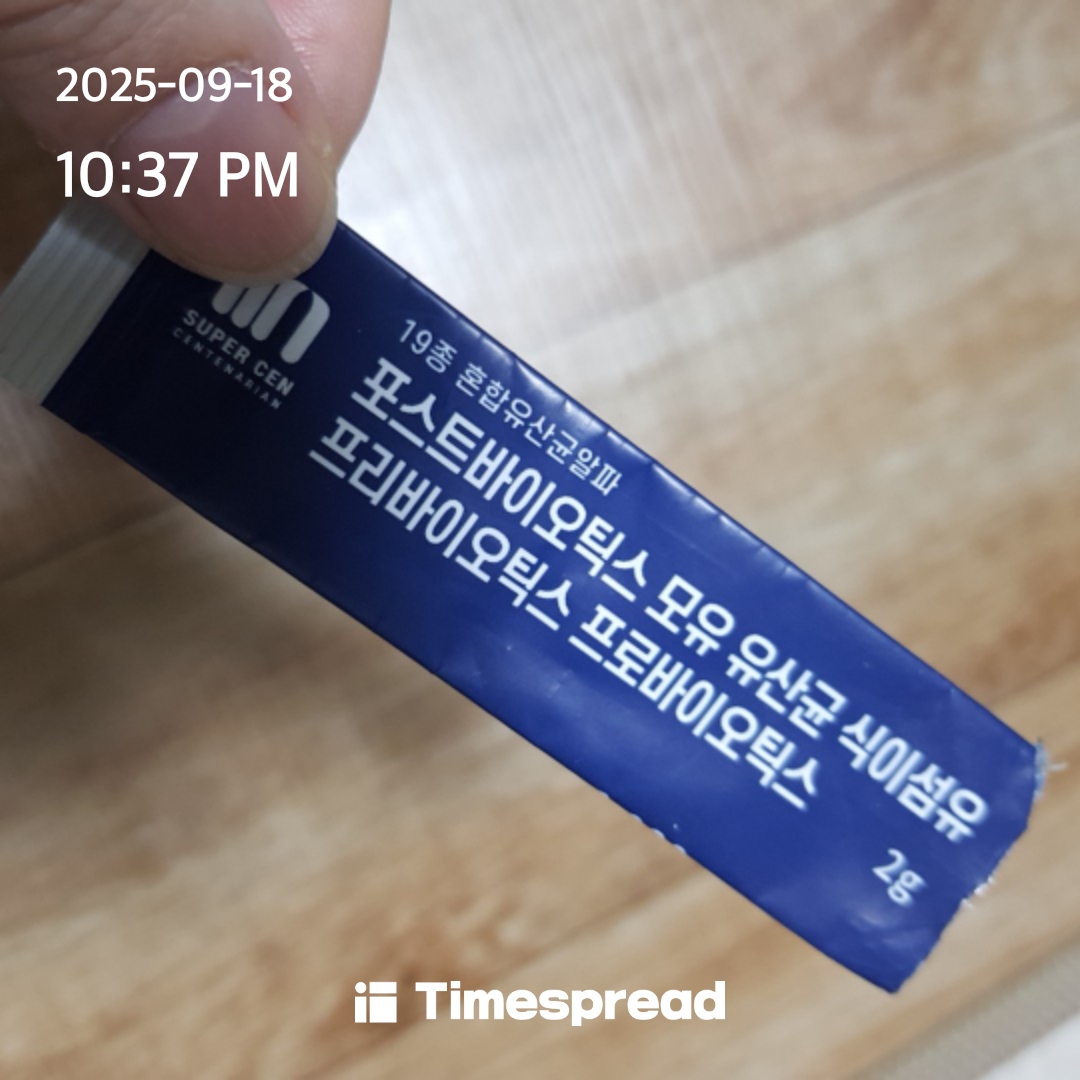 2025-09-18
10:37 PM
SUPER CEN
CENTENARIAN
19종 혼합유산균알파
포스트바이오틱스 모유 유산균 식이섬유
프리바이오틱스 프로바이오틱스
2g
Timespread